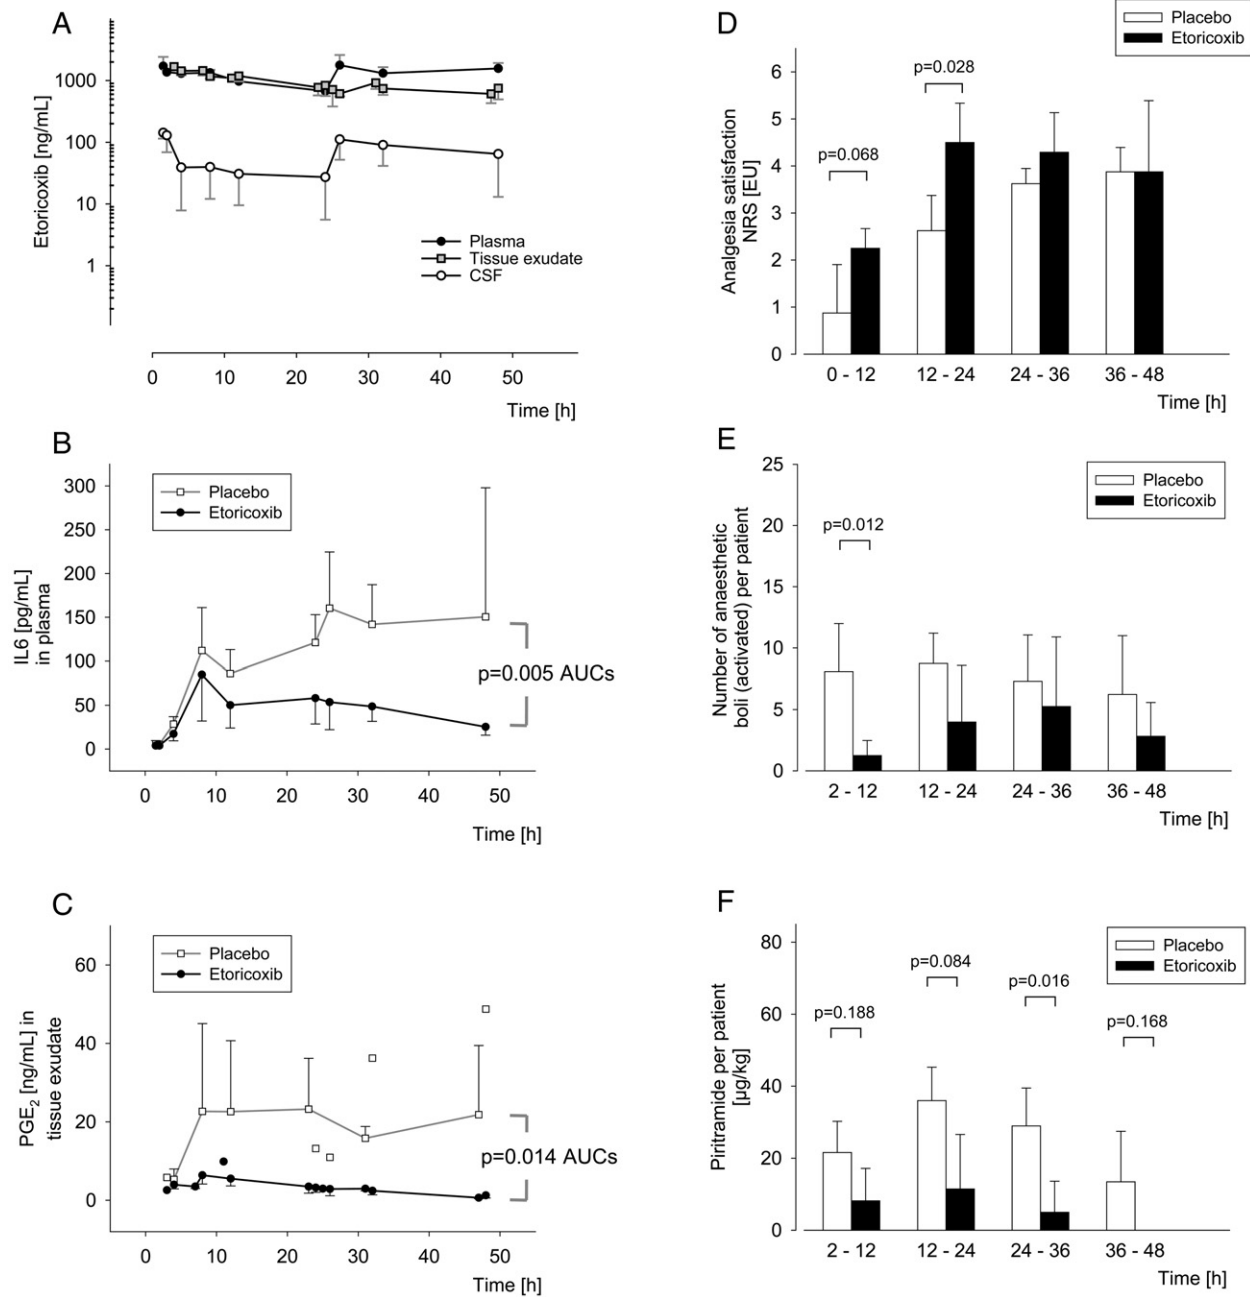 A
Etoricoxib [ng/mL]
1000
100
10
1
Plasma
Tissue exudate
CSF
0 10 20 30 40 50
Time [h]
B
IL6 [pg/mL]
in plasma
300
250
200
150
100
50
0
Placebo
Etoricoxib
p=0.005 AUCs
0 10 20 30 40 50
Time [h]
C
PGE2 [ng/mL] in
tissue exudate
60
40
20
0
Placebo
Etoricoxib
p=0.014 AUCs
0 10 20 30 40 50
Time [h]
D
Placebo
Etoricoxib
Analgesia satisfaction
NRS [EU]
6
5
4
3
2
1
0
p=0.068
p=0.028
0 - 12 12 - 24 24 - 36 36 - 48
Time [h]
E
Placebo
Etoricoxib
Number of anaesthetic
boli (activated) per patient
25
20
15
10
5
0
p=0.012
2 - 12 12 - 24 24 - 36 36 - 48
Time [h]
F
Placebo
Etoricoxib
Piritramide per patient
[µg/kg]
80
60
40
20
0
p=0.188
p=0.084
p=0.016
p=0.168
2 - 12 12 - 24 24 - 36 36 - 48
Time [h]